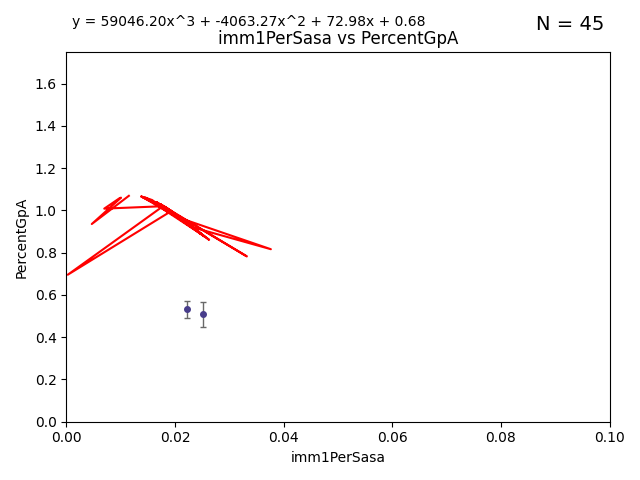 y = 59046.20x^3 + -4063.27x^2 + 72.98x + 0.68
N = 45
imm1PerSasa vs PercentGpA
PercentGpA
1.6
1.4
1.2
1.0
0.8
0.6
0.4
0.2
0.0
0.00 0.02 0.04 0.06 0.08 0.10
imm1PerSasa